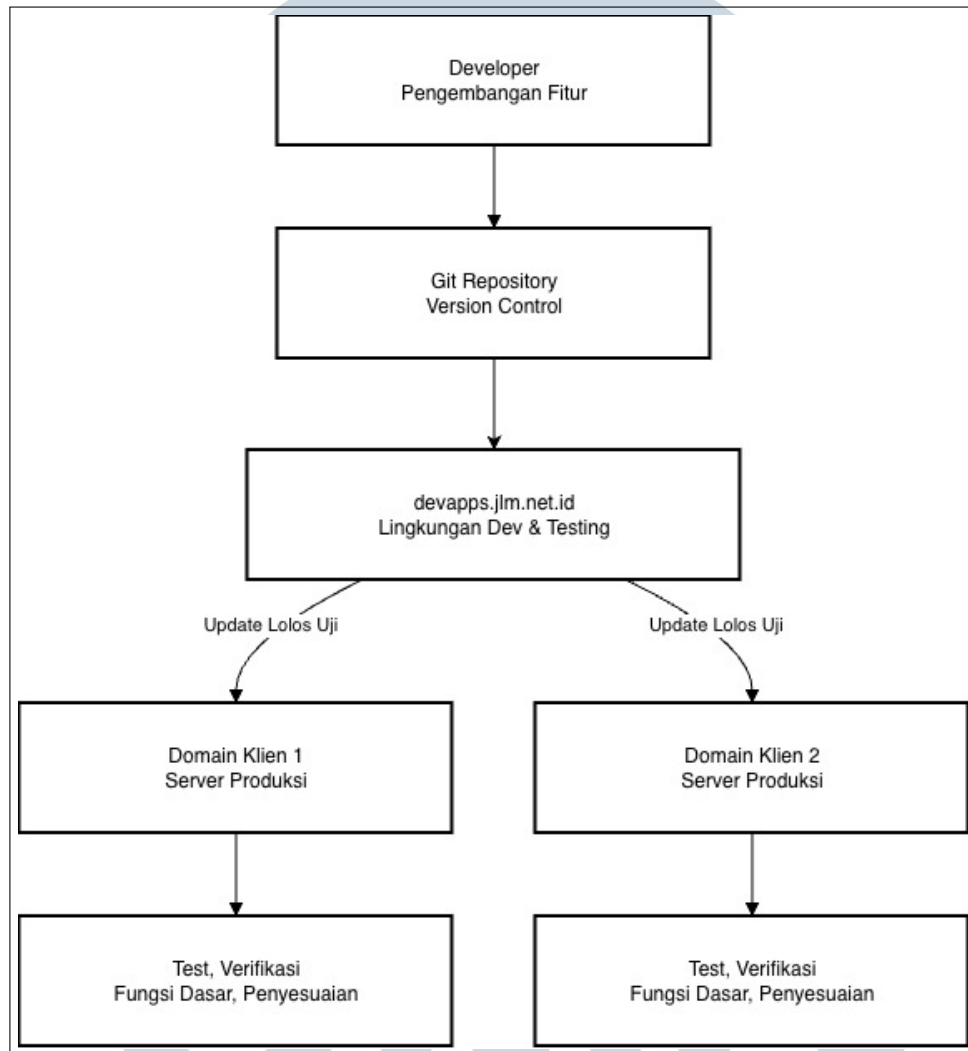 Developer
Pengembangan Fitur
Git Repository
Version Control
devapps.jlm.net.id
Lingkungan Dev & Testing
Update Lolos Uji
Update Lolos Uji
Domain Klien 1
Server Produksi
Domain Klien 2
Server Produksi
Test, Verifikasi
Fungsi Dasar, Penyesuaian
Test, Verifikasi
Fungsi Dasar, Penyesuaian